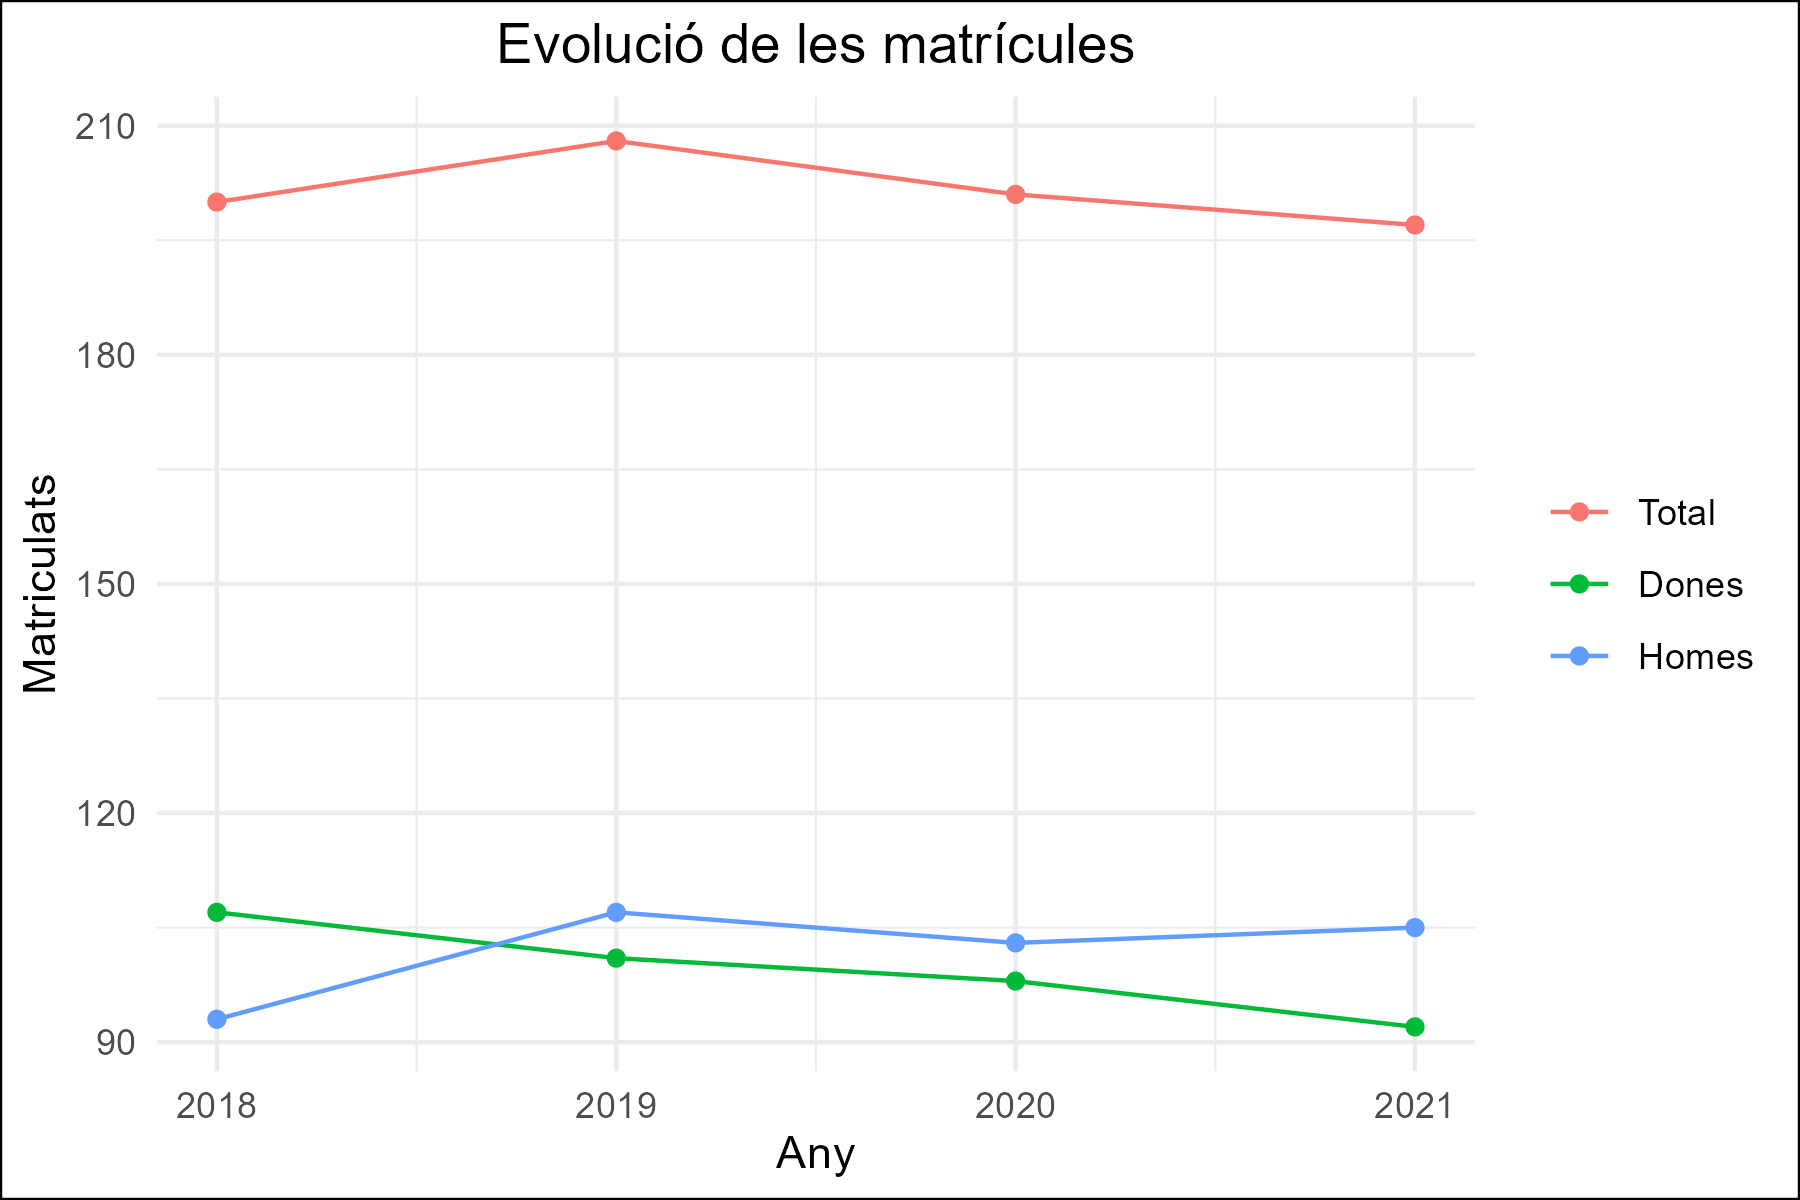 Evolució de les matrícules
210
180
150
120
90
Matriculats
2018 2019 2020 2021
Any
Total
Dones
Homes